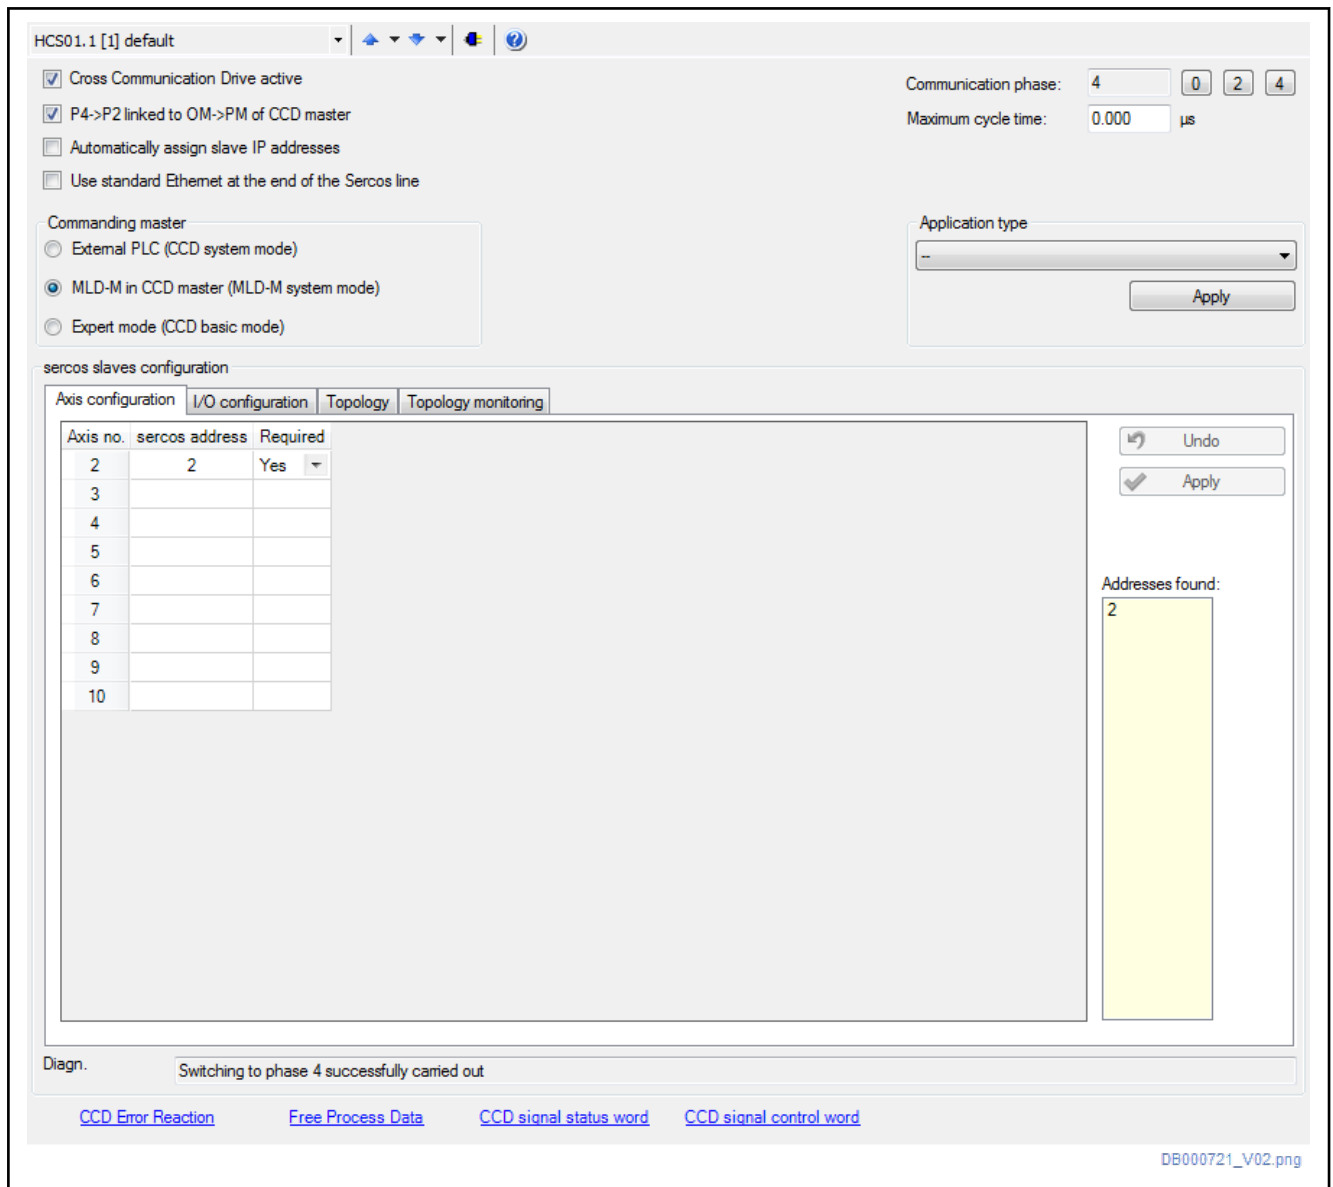 HCS01.1 [1] default
Cross Communication Drive active
P4->P2 linked to OM->PM of CCD master
Automatically assign slave IP addresses
Use standard Ethernet at the end of the Sercos line
Communication phase: 4 0 2 4
Maximum cycle time: 0.000 µs
Commanding master
External PLC (CCD system mode)
MLD-M in CCD master (MLD-M system mode)
Expert mode (CCD basic mode)
Application type
--
Apply
sercos slaves configuration
Axis configuration I/O configuration Topology Topology monitoring
Axis no. sercos address Required
2 2 Yes
3
4
5
6
7
8
9
10
Undo
Apply
Addresses found:
2
Diagn. Switching to phase 4 successfully carried out
CCD Error Reaction Free Process Data CCD signal status word CCD signal control word
DB000721_V02.png